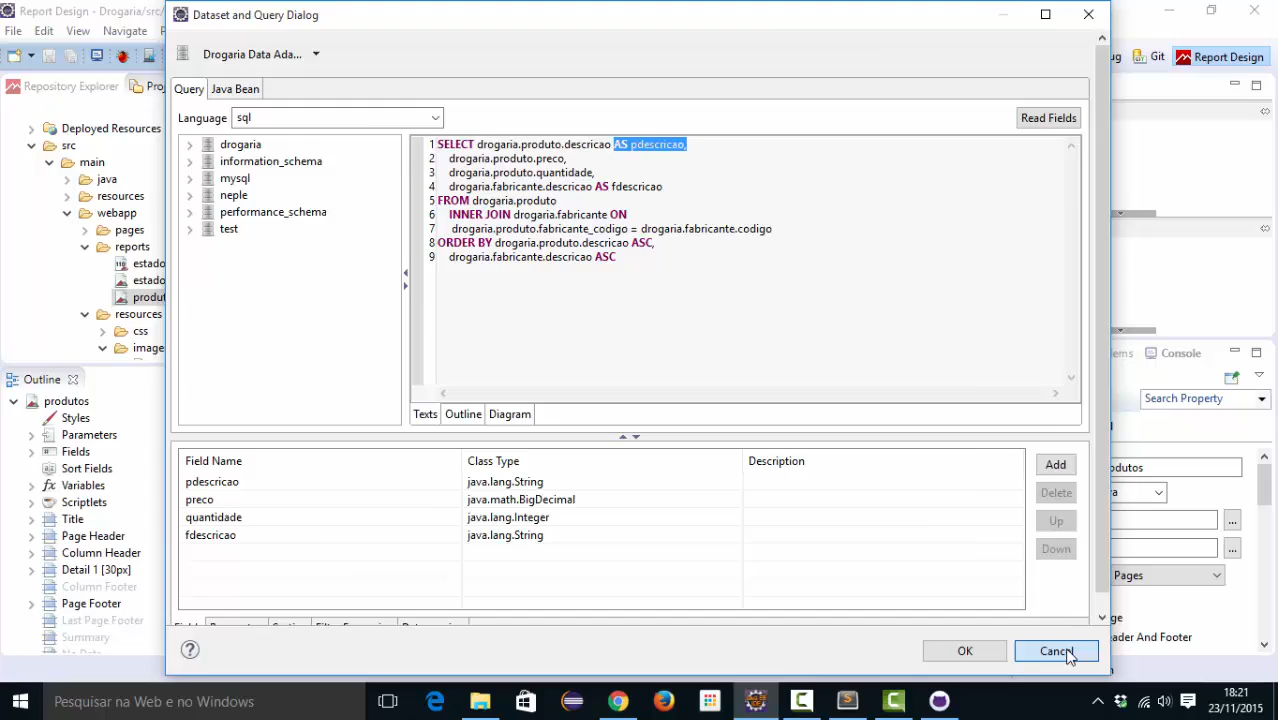 Report Design - Drogaria/src/
Dataset and Query Dialog
File Edit View Navigate
Drogaria Data Ada...
Git
Report Design
Repository Explorer
Query Java Bean
Language sql
Read Fields
Deployed Resources
src
main
java
resources
webapp
pages
reports
estado
estado
produt
resources
css
image
drogaria
information_schema
mysql
neple
performance_schema
test
1 SELECT drogaria.produto.descricao AS pdescricao,
2 drogaria.produto.preco,
3 drogaria.produto.quantidade,
4 drogaria.fabricante.descricao AS fdescricao
5 FROM drogaria.produto
6 INNER JOIN drogaria.fabricante ON
7 drogaria.produto.fabricante_codigo = drogaria.fabricante.codigo
8 ORDER BY drogaria.produto.descricao ASC,
9 drogaria.fabricante.descricao ASC
Texts Outline Diagram
Console
Search Property
Outline
produtos
Styles
Parameters
Fields
Sort Fields
Variables
Scriptlets
Title
Page Header
Column Header
Detail 1 [30px]
Column Footer
Page Footer
Last Page Footer
Summary
Field Name Class Type Description
pdescricao java.lang.String
preco java.math.BigDecimal
quantidade java.lang.Integer
fdescricao java.lang.String
Add
Delete
Up
Down
odutos
va
...
...
Pages
ge
eader And Footer
OK Cancel
Pesquisar na Web e no Windows
18:21
23/11/2015